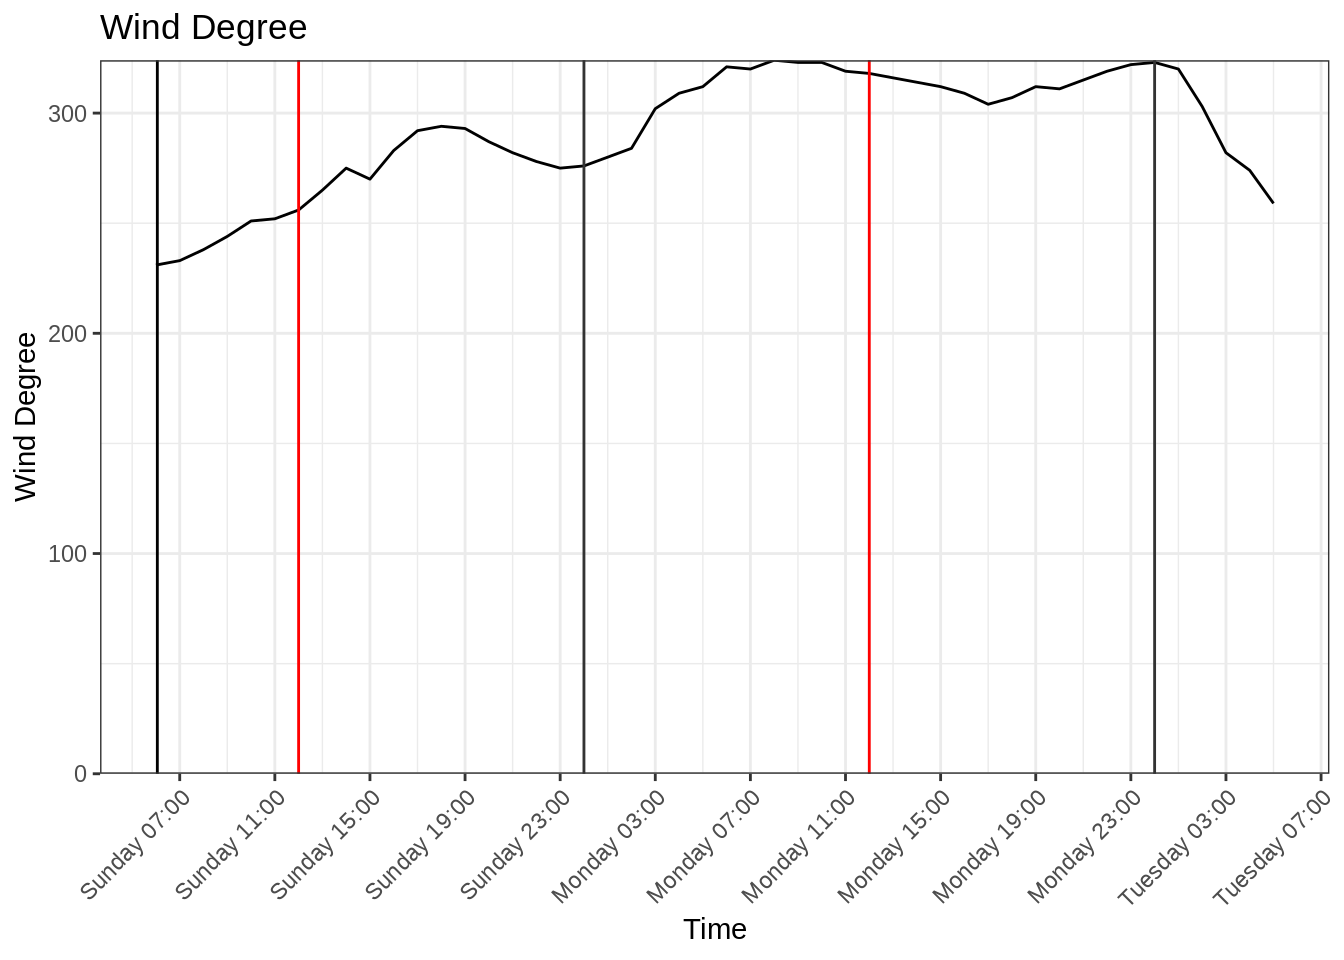 Wind Degree
Wind Degree
300
200
100
0
Sunday 07:00
Sunday 11:00
Sunday 15:00
Sunday 19:00
Sunday 23:00
Monday 03:00
Monday 07:00
Monday 11:00
Monday 15:00
Monday 19:00
Monday 23:00
Tuesday 03:00
Tuesday 07:00
Time